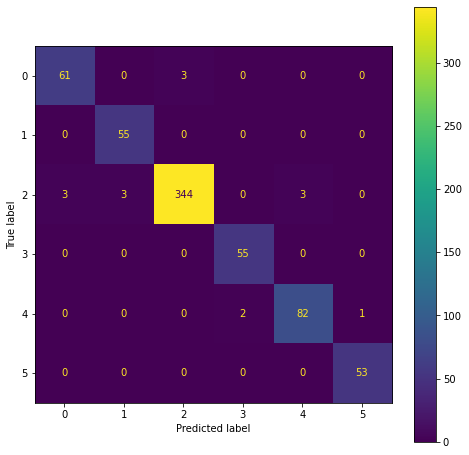 0 61 0 3 0 0 0
1 0 55 0 0 0 0
2 3 3 344 0 3 0
3 0 0 0 55 0 0
4 0 0 0 2 82 1
5 0 0 0 0 0 53
0 1 2 3 4 5
True label
Predicted label
300
250
200
150
100
50
0